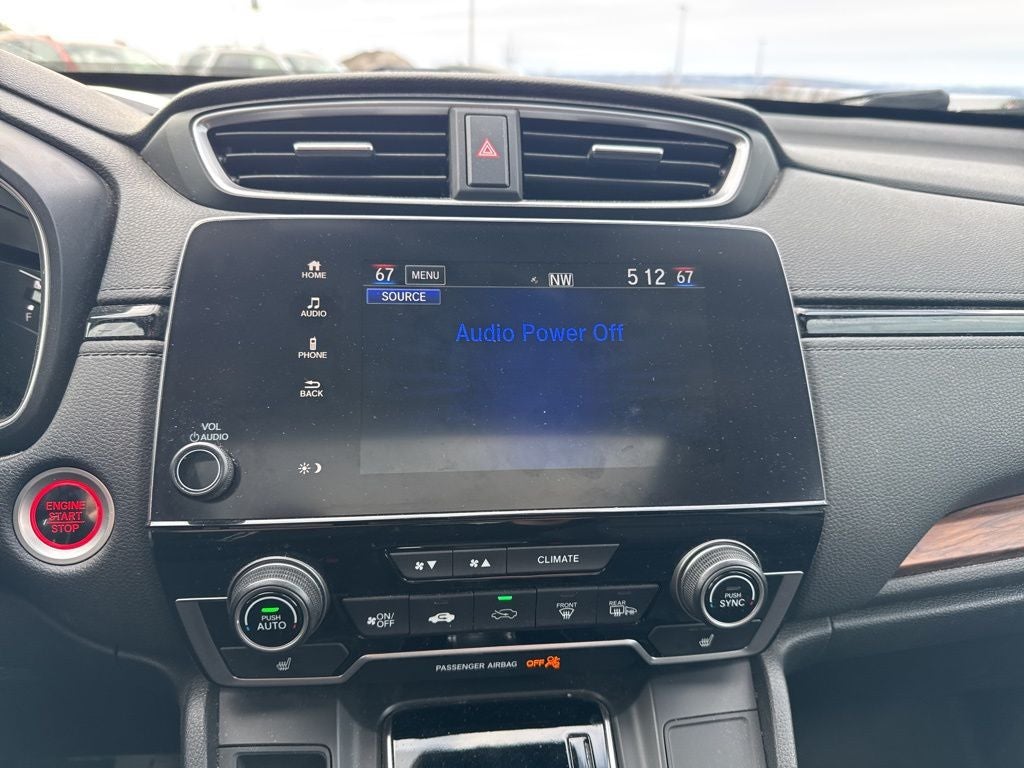 67 MENU NW 5 12 67
SOURCE
Audio Power Off
HOME
AUDIO
PHONE
BACK
VOL
AUDIO
ENGINE
START
STOP
F
CLIMATE
PUSH
AUTO
ON/
OFF
FRONT
REAR
PUSH
SYNC
PASSENGER AIRBAG OFF